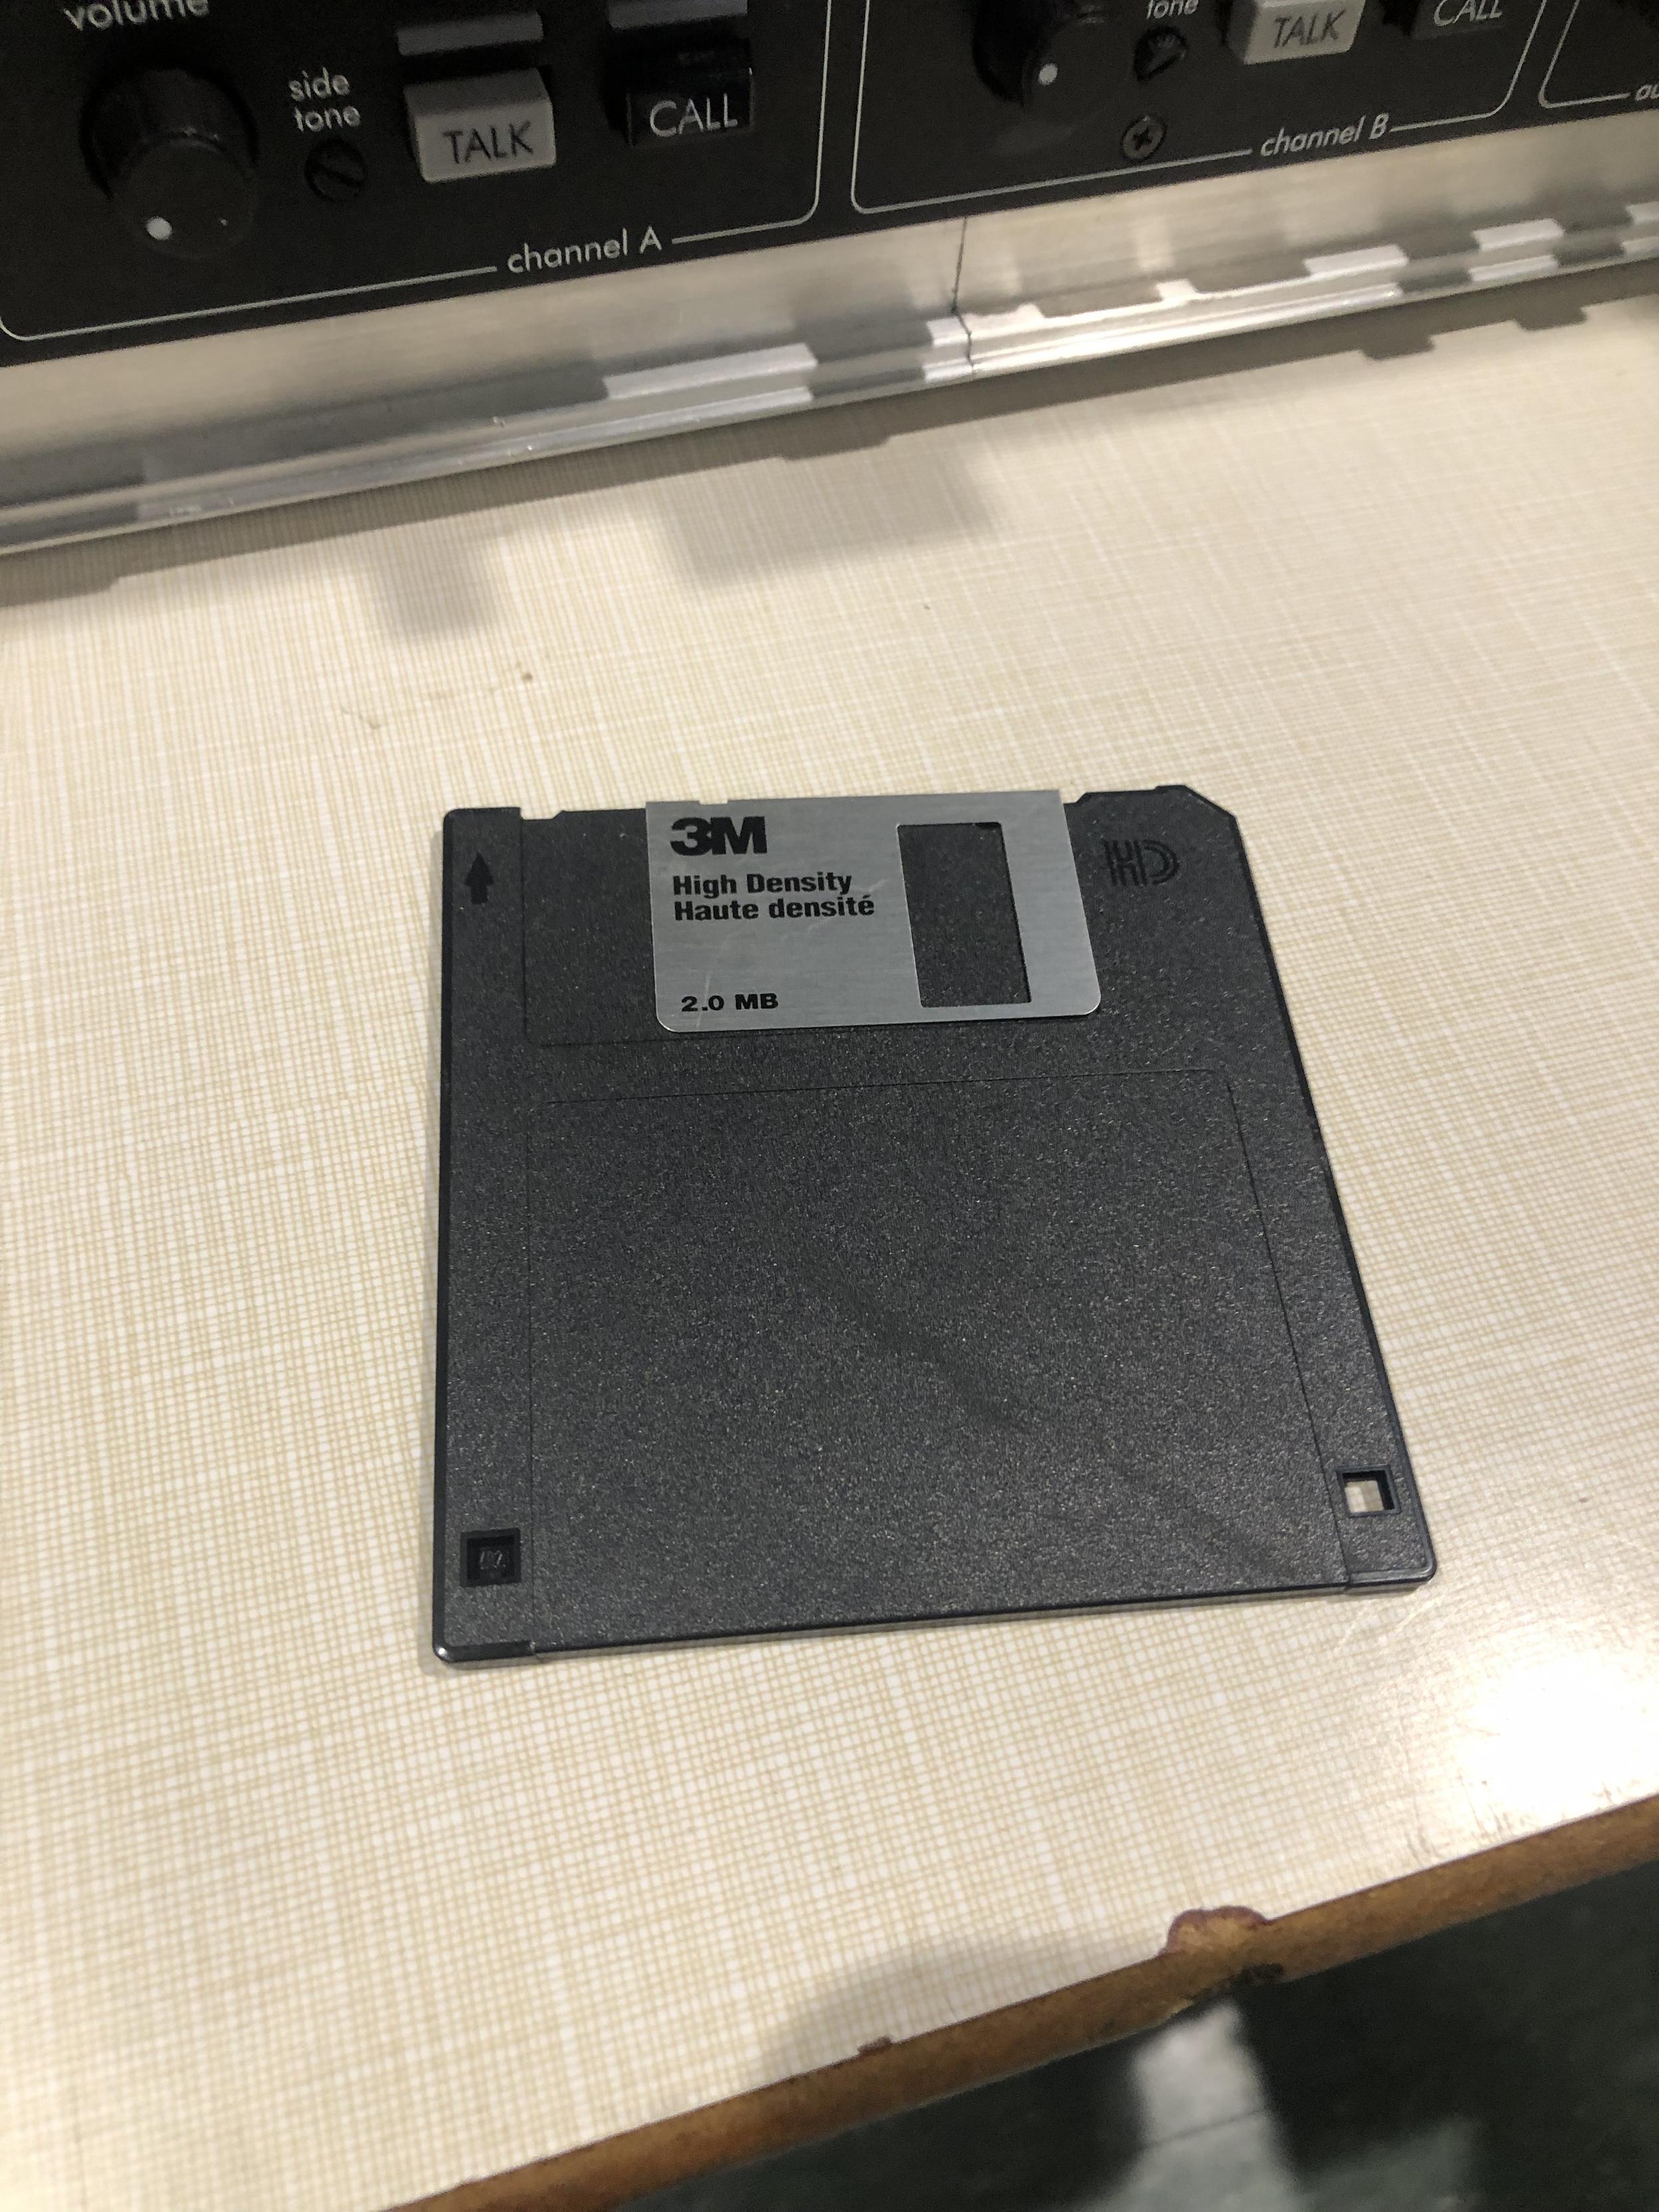 volume
side
tone
TALK
CALL
channel A
tone
TALK
CALL
channel B
3M
High Density
Haute densité
2.0 MB
HD